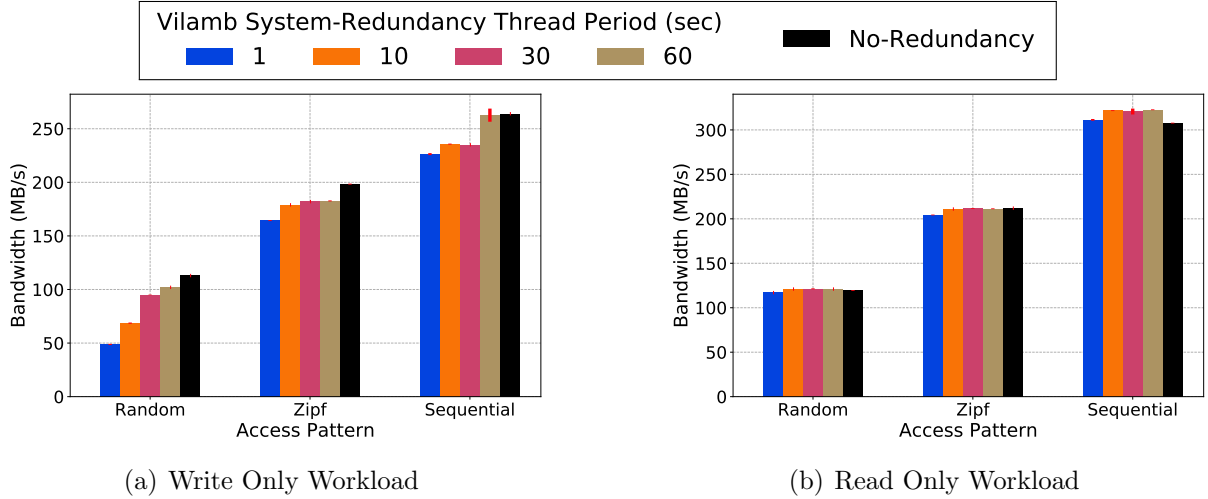 Vilamb System-Redundancy Thread Period (sec)
1 10 30 60 No-Redundancy
Bandwidth (MB/s)
250
200
150
100
50
0
Random Zipf Sequential
Access Pattern
(a) Write Only Workload
Bandwidth (MB/s)
300
250
200
150
100
50
0
Random Zipf Sequential
Access Pattern
(b) Read Only Workload